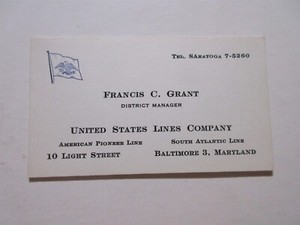 Tel. SAratoga 7-5260
Francis C. Grant
DISTRICT MANAGER
United States Lines Company
American Pioneer Line South Atlantic Line
10 Light Street Baltimore 3, Maryland